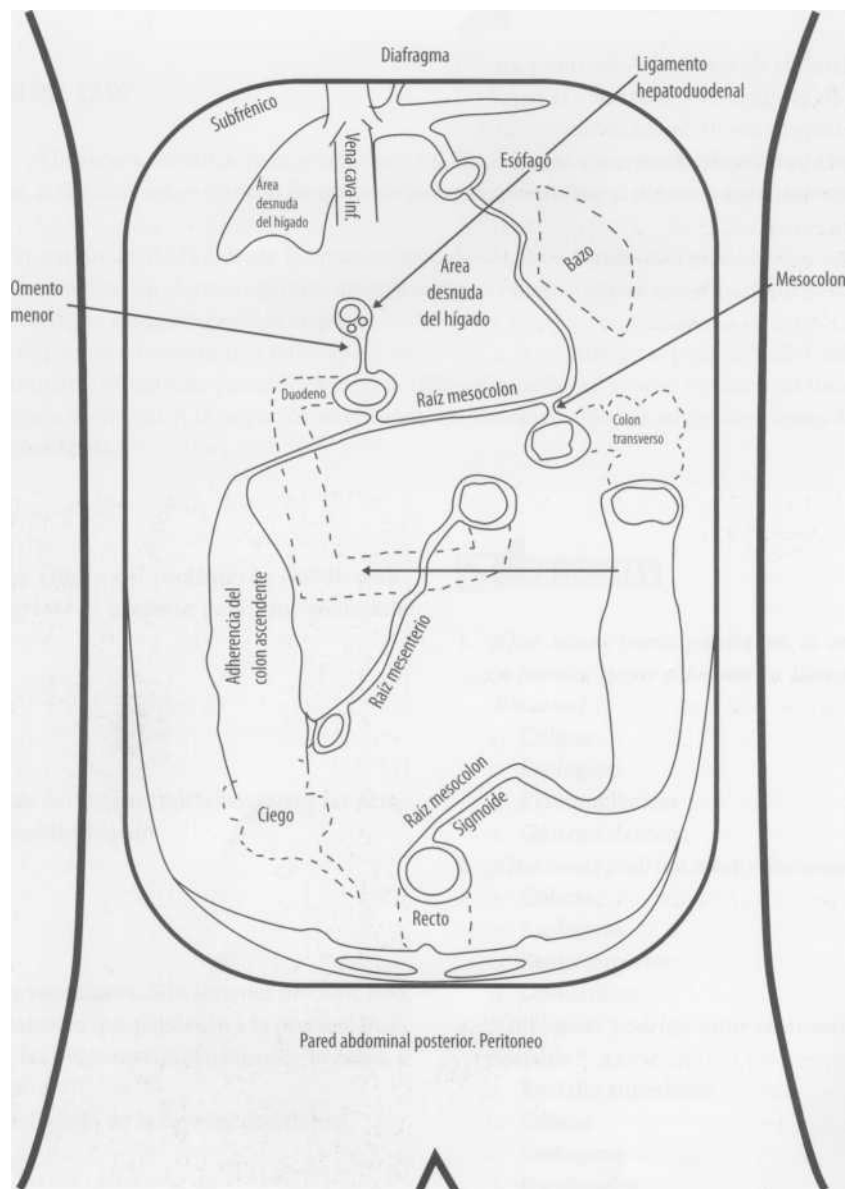 Diafragma
Ligamento
hepatoduodenal
Subfrénico
Vena cava inf.
Esófago
Área
desnuda
del hígado
Bazo
Área
desnuda
del hígado
Omento
menor
Mesocolon
Duodeno
Raíz mesocolon
Colon
transverso
Adherencia del
colon ascendente
Raíz mesenterio
Ciego
Raíz mesocolon
Sigmoide
Recto
Pared abdominal posterior. Peritoneo